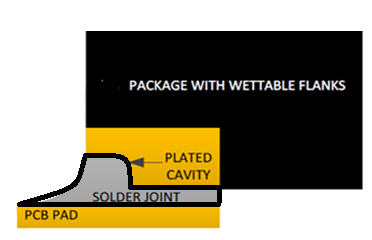 PACKAGE WITH WETTABLE FLANKS
PLATED
CAVITY
SOLDER JOINT
PCB PAD